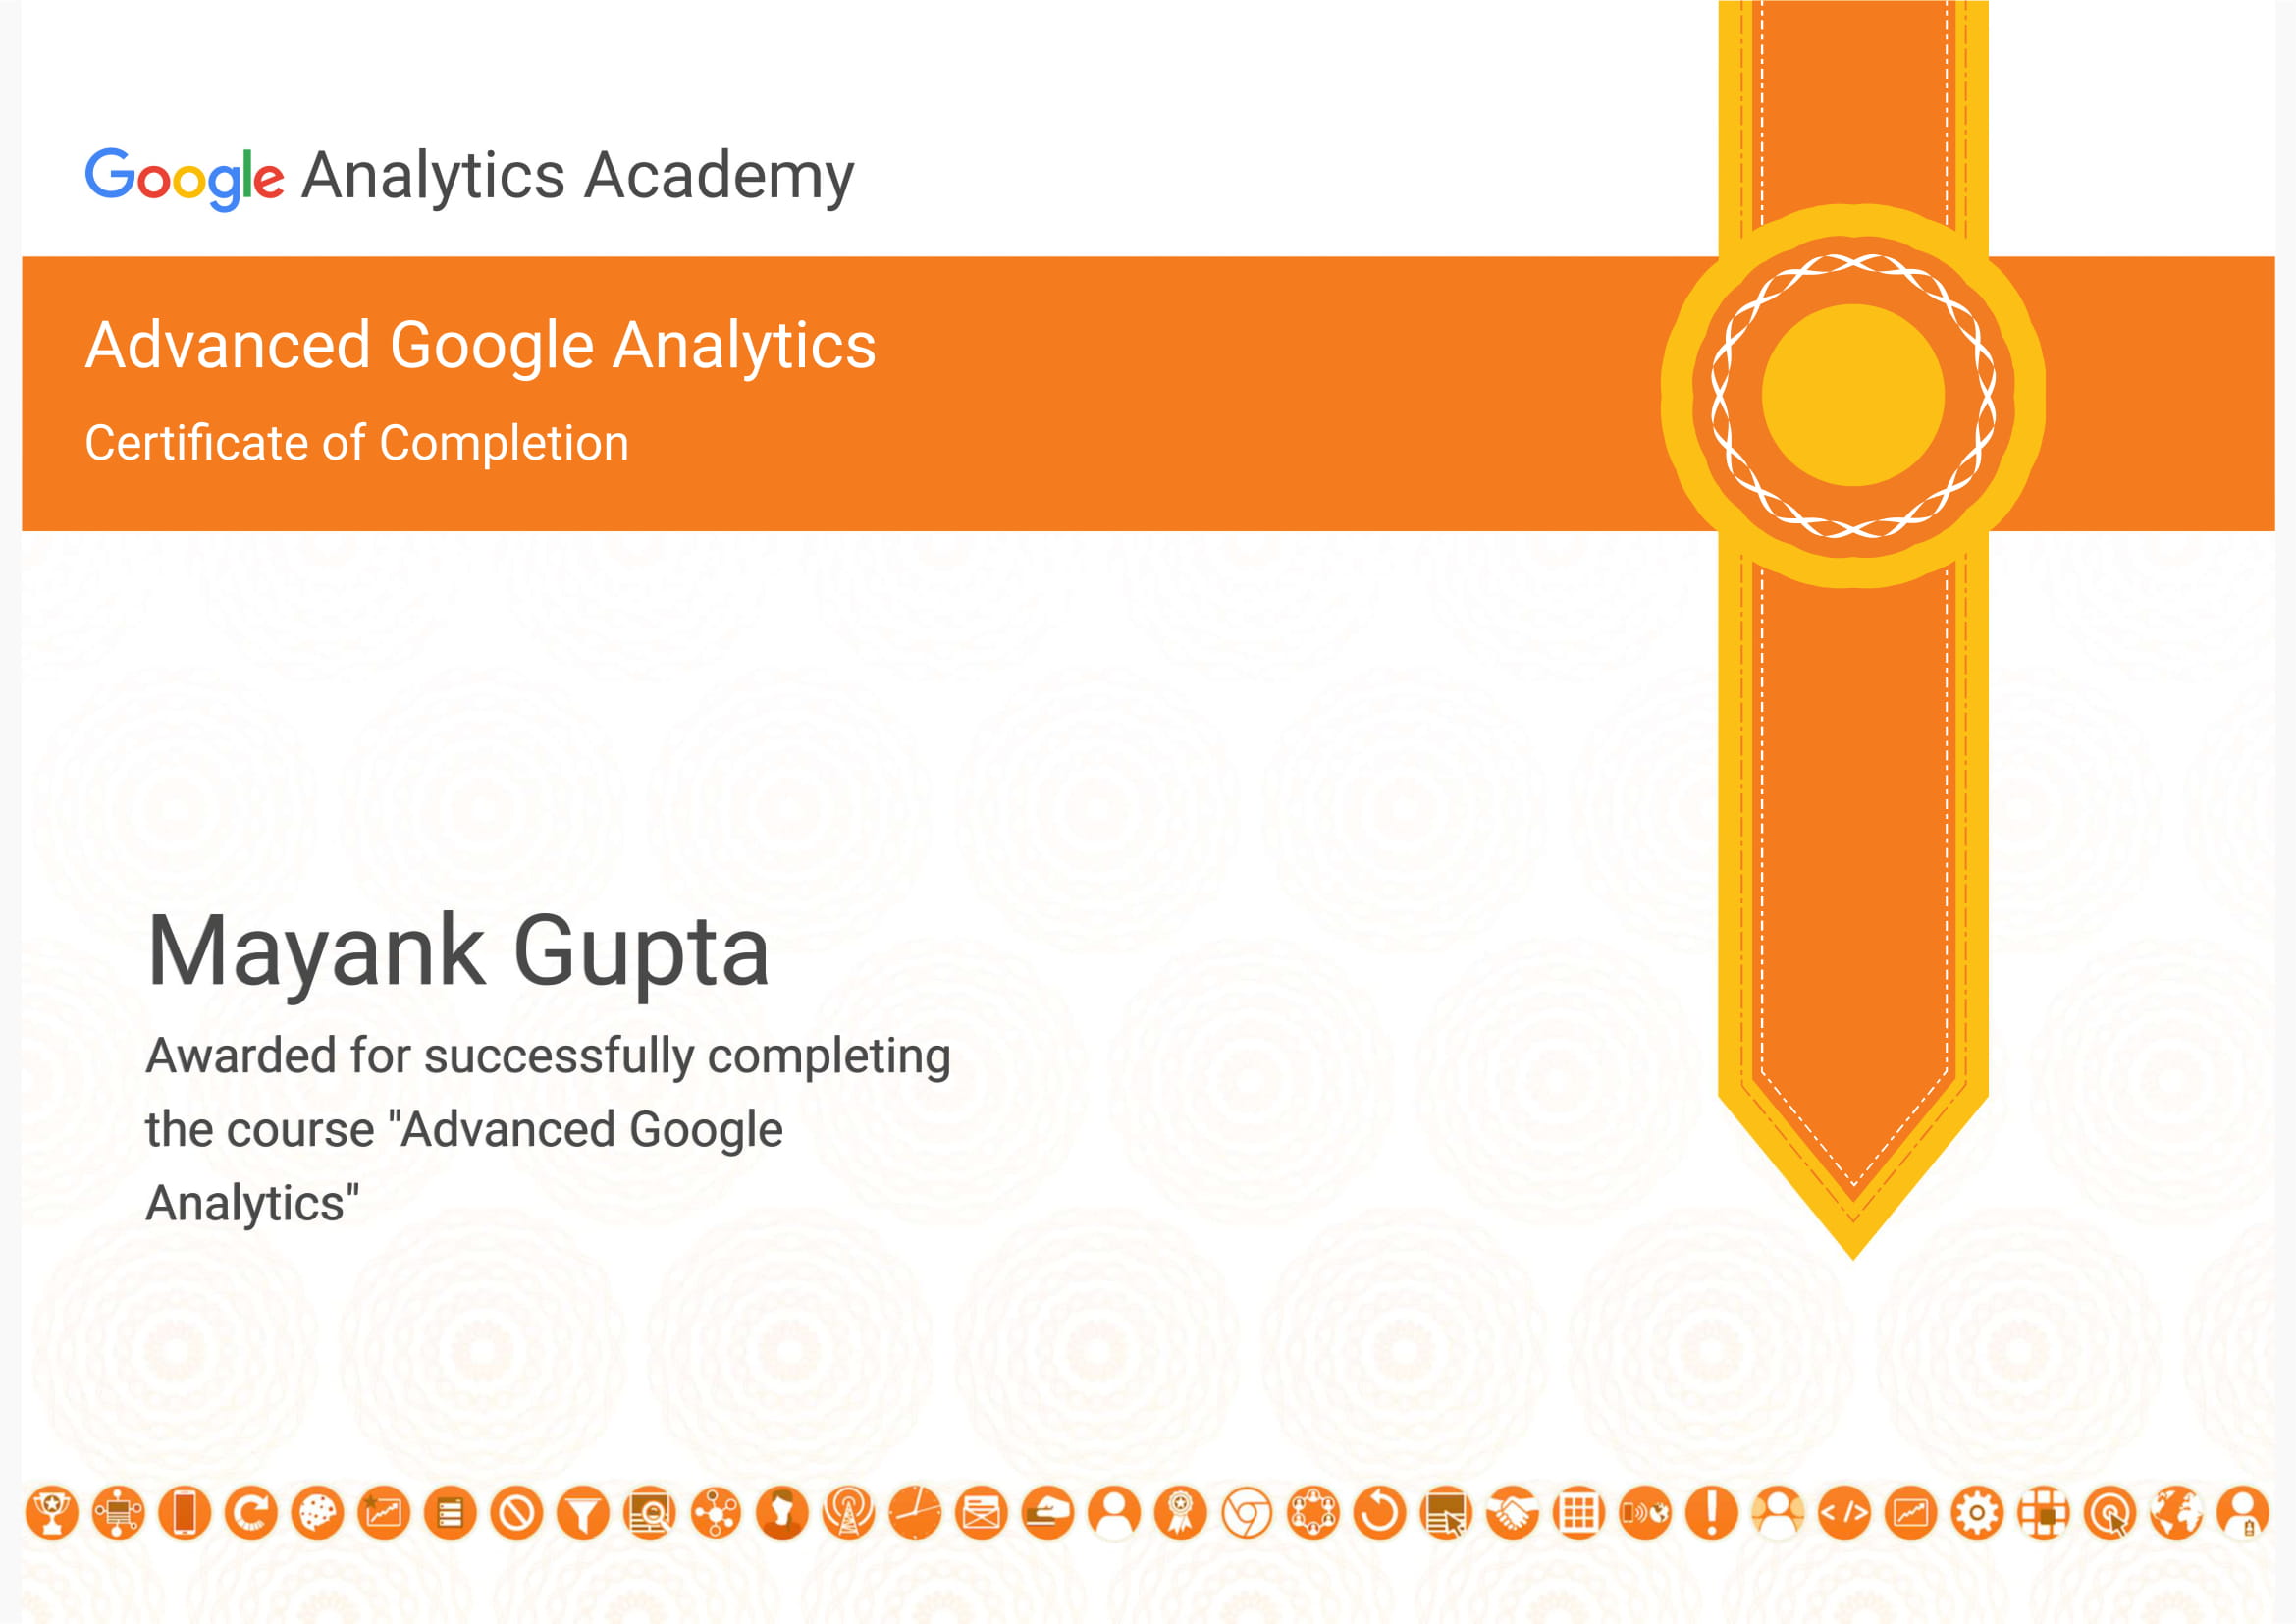 Google Analytics Academy
Advanced Google Analytics
Certificate of Completion
Mayank Gupta
Awarded for successfully completing
the course "Advanced Google
Analytics"